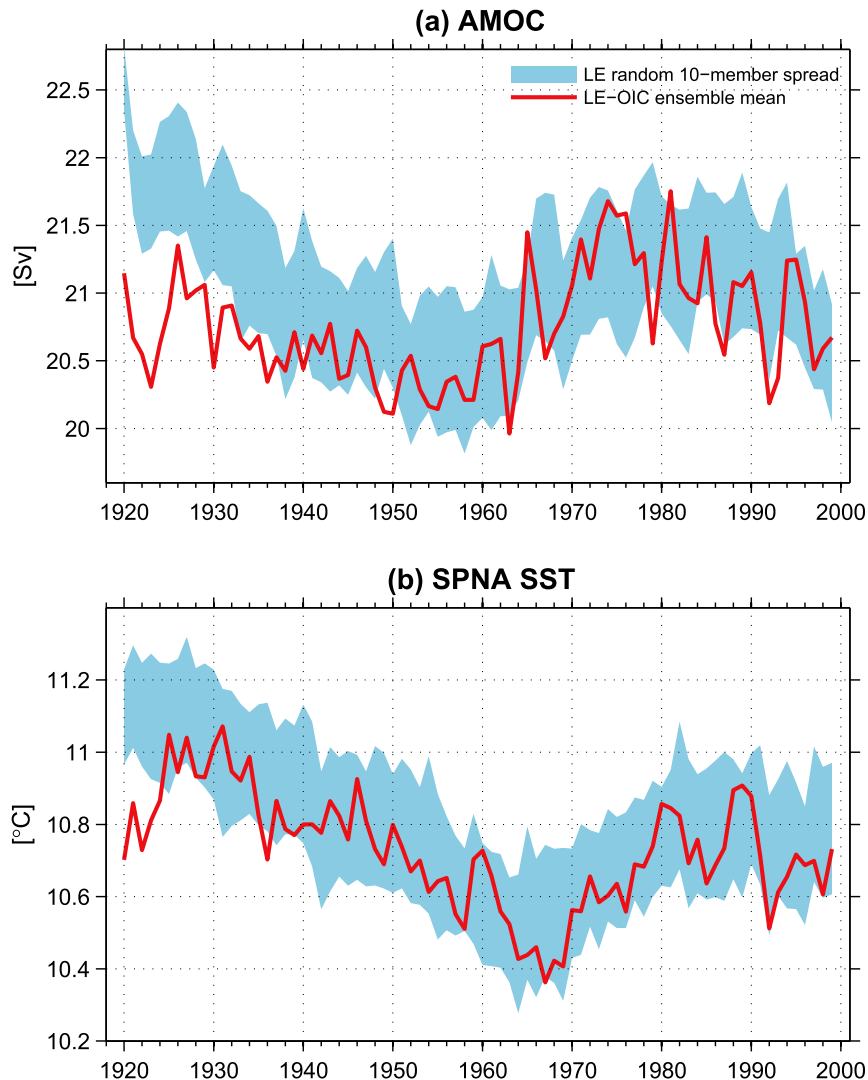 (a) AMOC
LE random 10−member spread
LE−OIC ensemble mean
[Sv]
22.5
22
21.5
21
20.5
20
1920 1930 1940 1950 1960 1970 1980 1990 2000
(b) SPNA SST
[°C]
11.2
11
10.8
10.6
10.4
10.2
1920 1930 1940 1950 1960 1970 1980 1990 2000